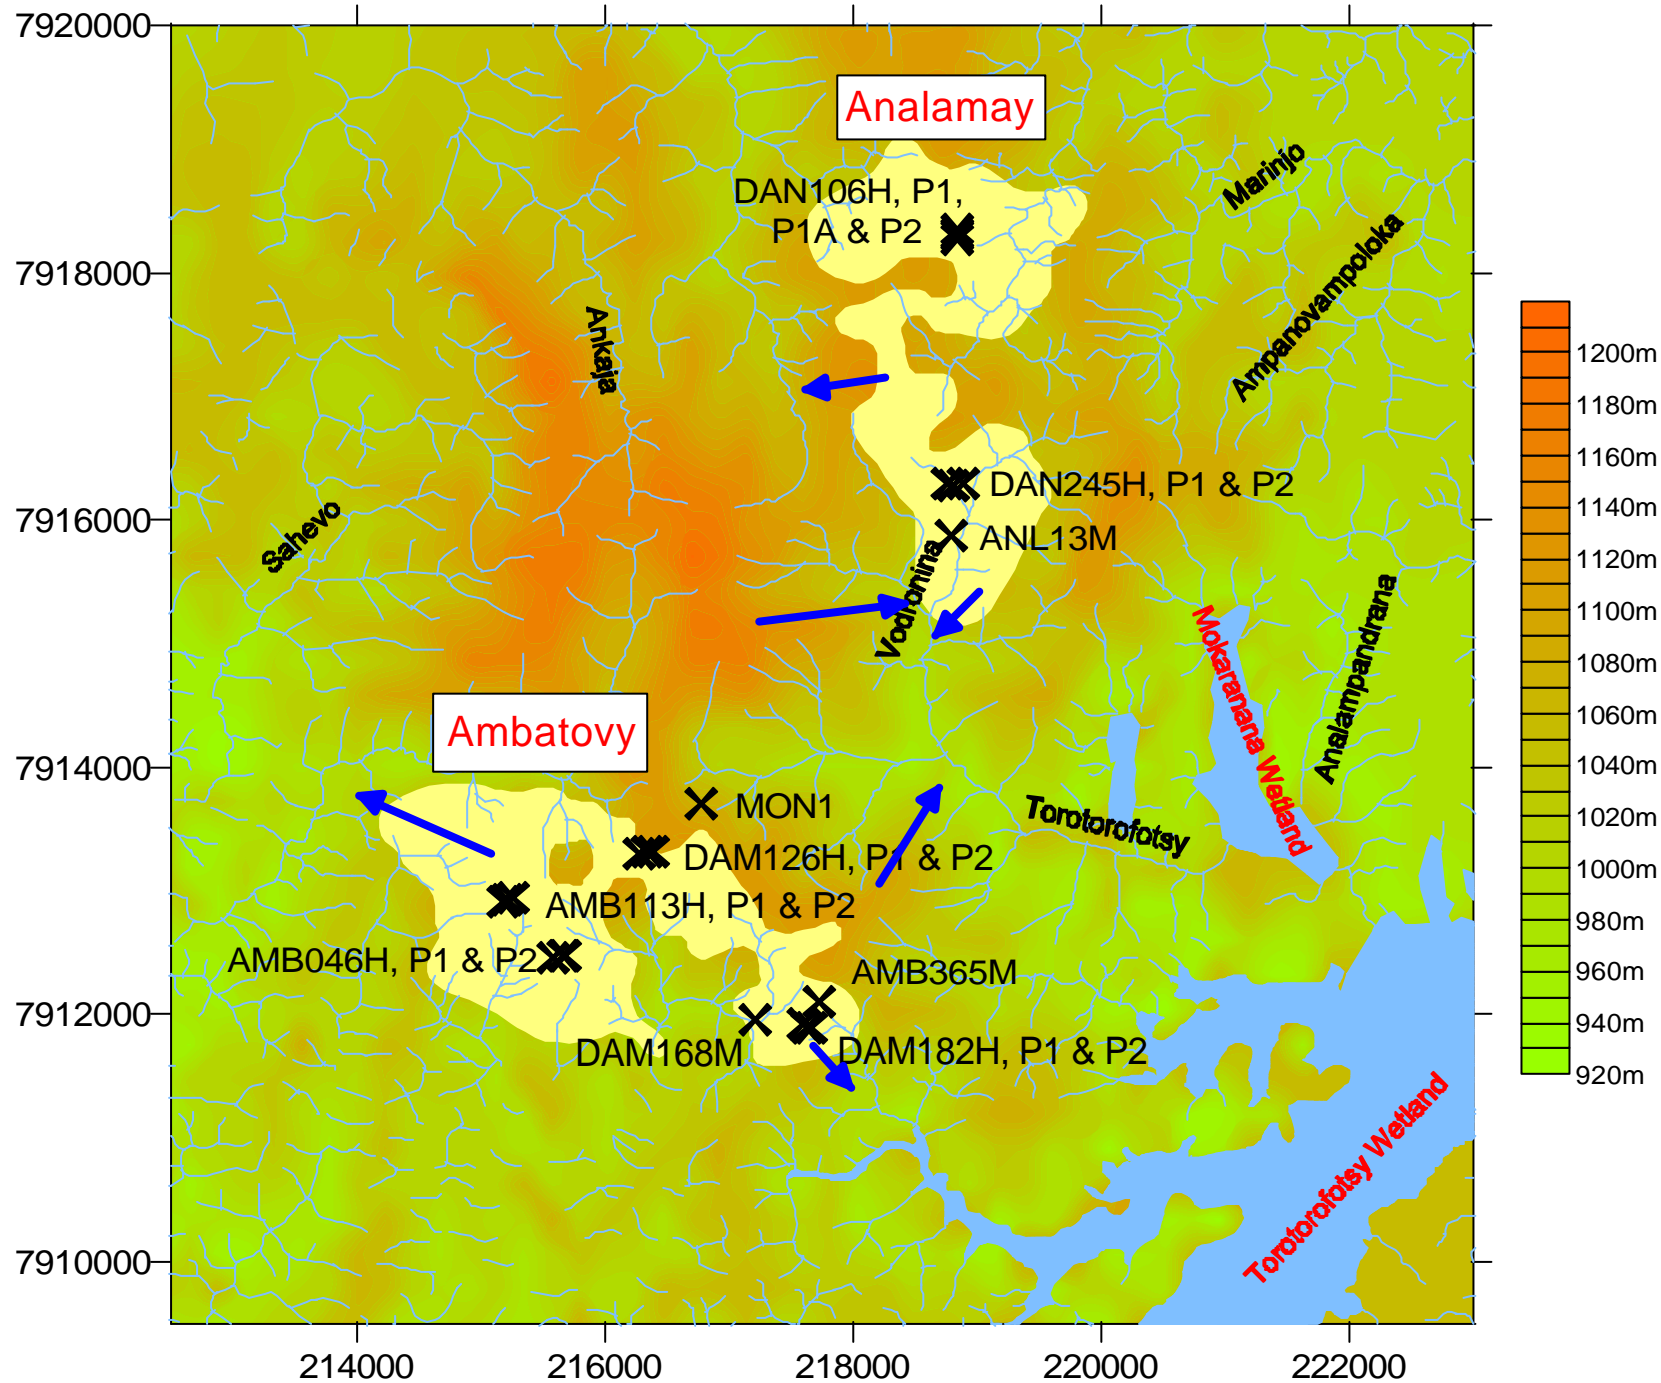 7920000
Analamay
Marinjo
DAN106H, P1,
P1A & P2
Ampanovampoloka
7918000
Ankaja
1200m
1180m
1160m
1140m
1120m
1100m
1080m
1060m
1040m
1020m
1000m
980m
960m
940m
920m
DAN245H, P1 & P2
7916000
Sahevo
ANL13M
Vodronina
Mokaranana Wetland
Analampandrana
Ambatovy
7914000
MON1
Torotorofotsy
DAM126H, P1 & P2
AMB113H, P1 & P2
AMB046H, P1 & P2
AMB365M
7912000
DAM168M
DAM182H, P1 & P2
Torotorofotsy Wetland
7910000
214000
216000
218000
220000
222000